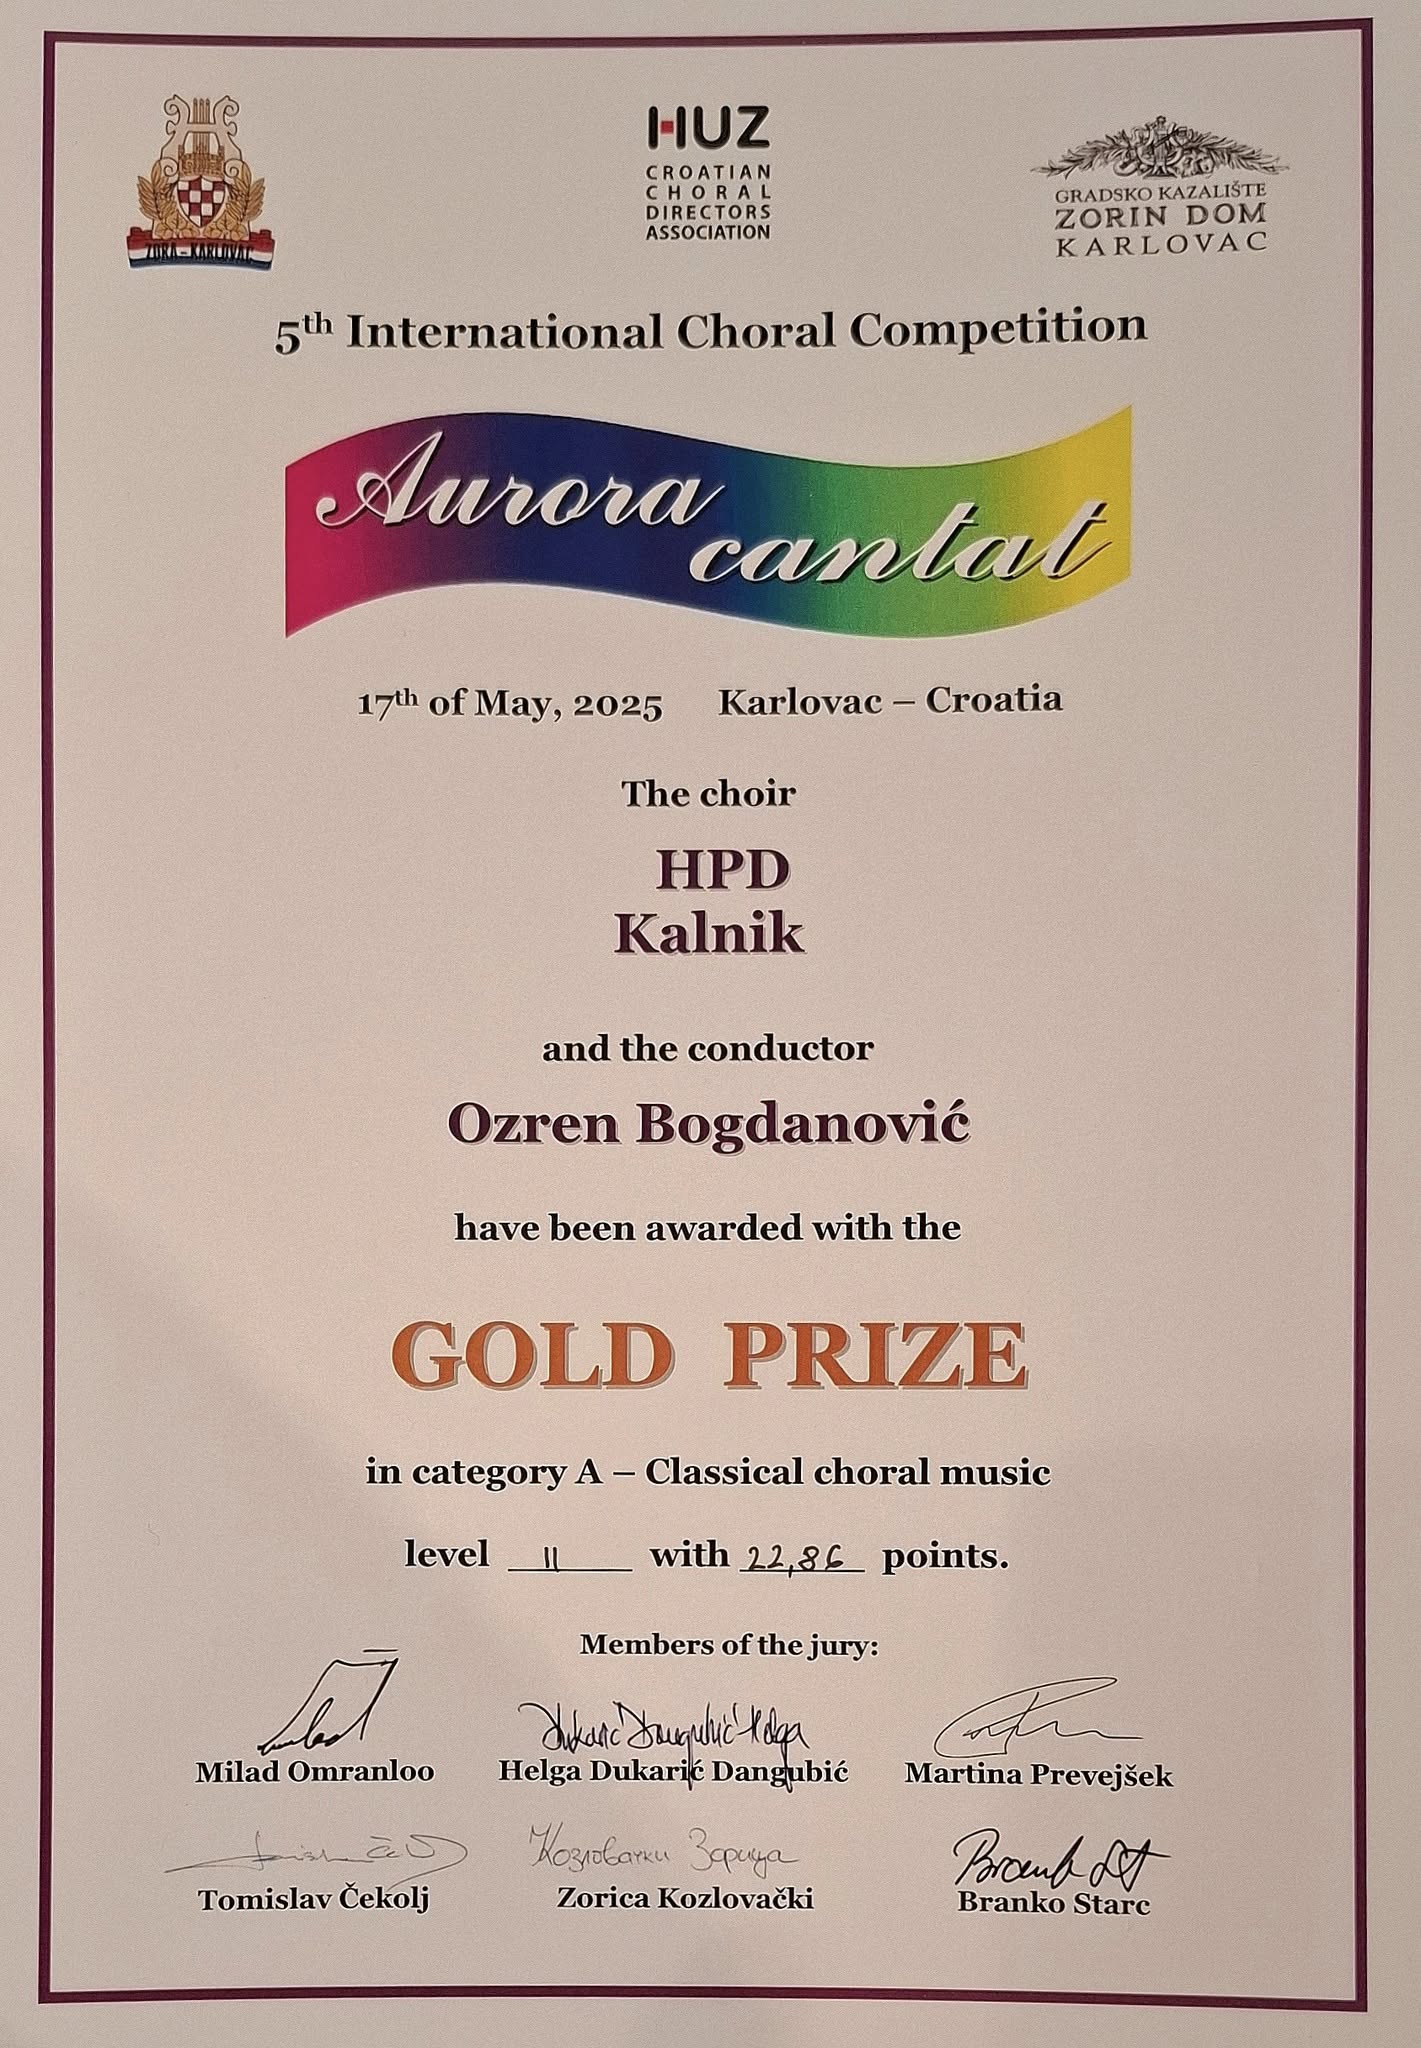 ZORA - KARLOVAC
HUZ
CROATIAN
CHORAL
DIRECTORS
ASSOCIATION
GRADSKO KAZALIŠTE
ZORIN DOM
KARLOVAC
5th International Choral Competition
Aurora
cantat
17th of May, 2025 Karlovac – Croatia
The choir
HPD
Kalnik
and the conductor
Ozren Bogdanović
have been awarded with the
GOLD PRIZE
in category A – Classical choral music
level II with 22,86 points.
Members of the jury:
Dukarić Dangubić Helga
Milad Omranloo Helga Dukarić Dangubić Martina Prevejšek
Козловачки Зорица
Branko
Tomislav Čekolj Zorica Kozlovački Branko Starc